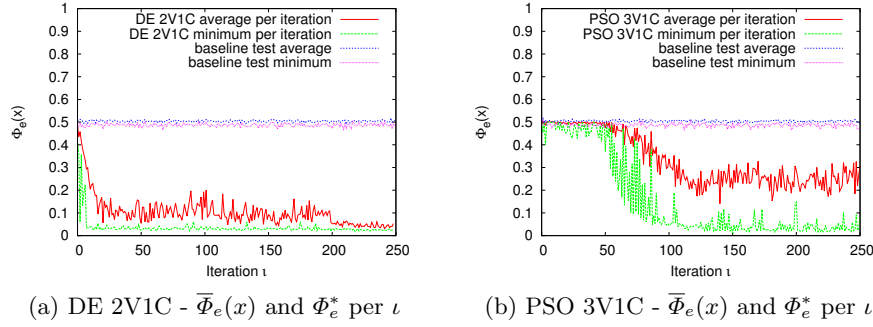 DE 2V1C average per iteration
DE 2V1C minimum per iteration
baseline test average
baseline test minimum
1
0.9
0.8
0.7
0.6
0.5
0.4
0.3
0.2
0.1
0
Φe(x)
0 50 100 150 200 250
Iteration ι
(a) DE 2V1C - Φ̅e(x) and Φ*e per ι
PSO 3V1C average per iteration
PSO 3V1C minimum per iteration
baseline test average
baseline test minimum
1
0.9
0.8
0.7
0.6
0.5
0.4
0.3
0.2
0.1
0
Φe(x)
0 50 100 150 200 250
Iteration ι
(b) PSO 3V1C - Φ̅e(x) and Φ*e per ι